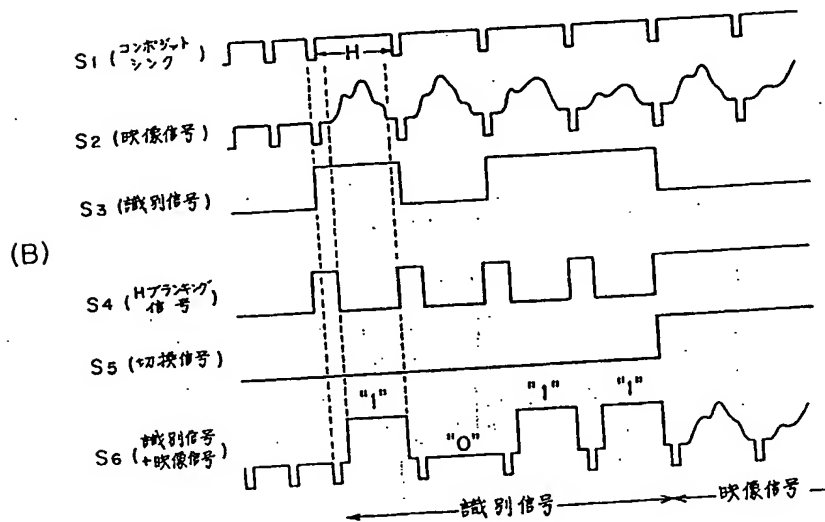 S1 (コンポジット
シンク)
H
S2 (映像信号)
S3 (識別信号)
(B)
S4 (Hブランキング
信号)
S5 (切換信号)
"1"
"0"
"1"
"1"
S6 (識別信号
+映像信号)
識別信号
映像信号